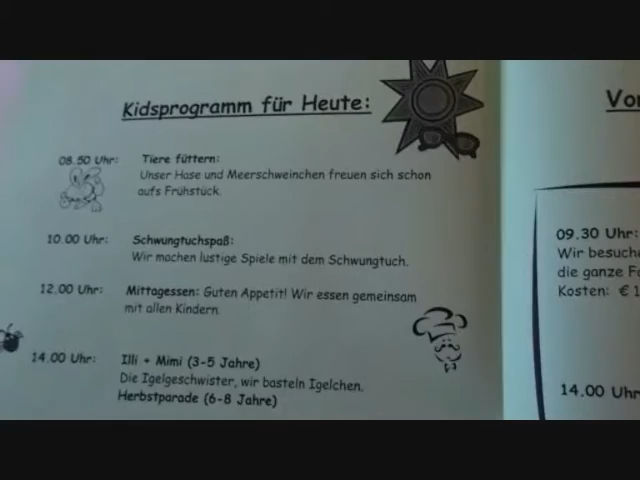 Kidsprogramm für Heute:
08.50 Uhr: Tiere füttern:
Unser Hase und Meerschweinchen freuen sich schon
aufs Frühstück.
10.00 Uhr: Schwungtuchspaß:
Wir machen lustige Spiele mit dem Schwungtuch.
12.00 Uhr: Mittagessen: Guten Appetit! Wir essen gemeinsam
mit allen Kindern.
14.00 Uhr: Illi + Mimi (3-5 Jahre)
Die Igelgeschwister, wir basteln Igelchen.
Herbstparade (6-8 Jahre)
09.30 Uhr:
Wir
die ganze
Kosten: €
14.00 Uhr